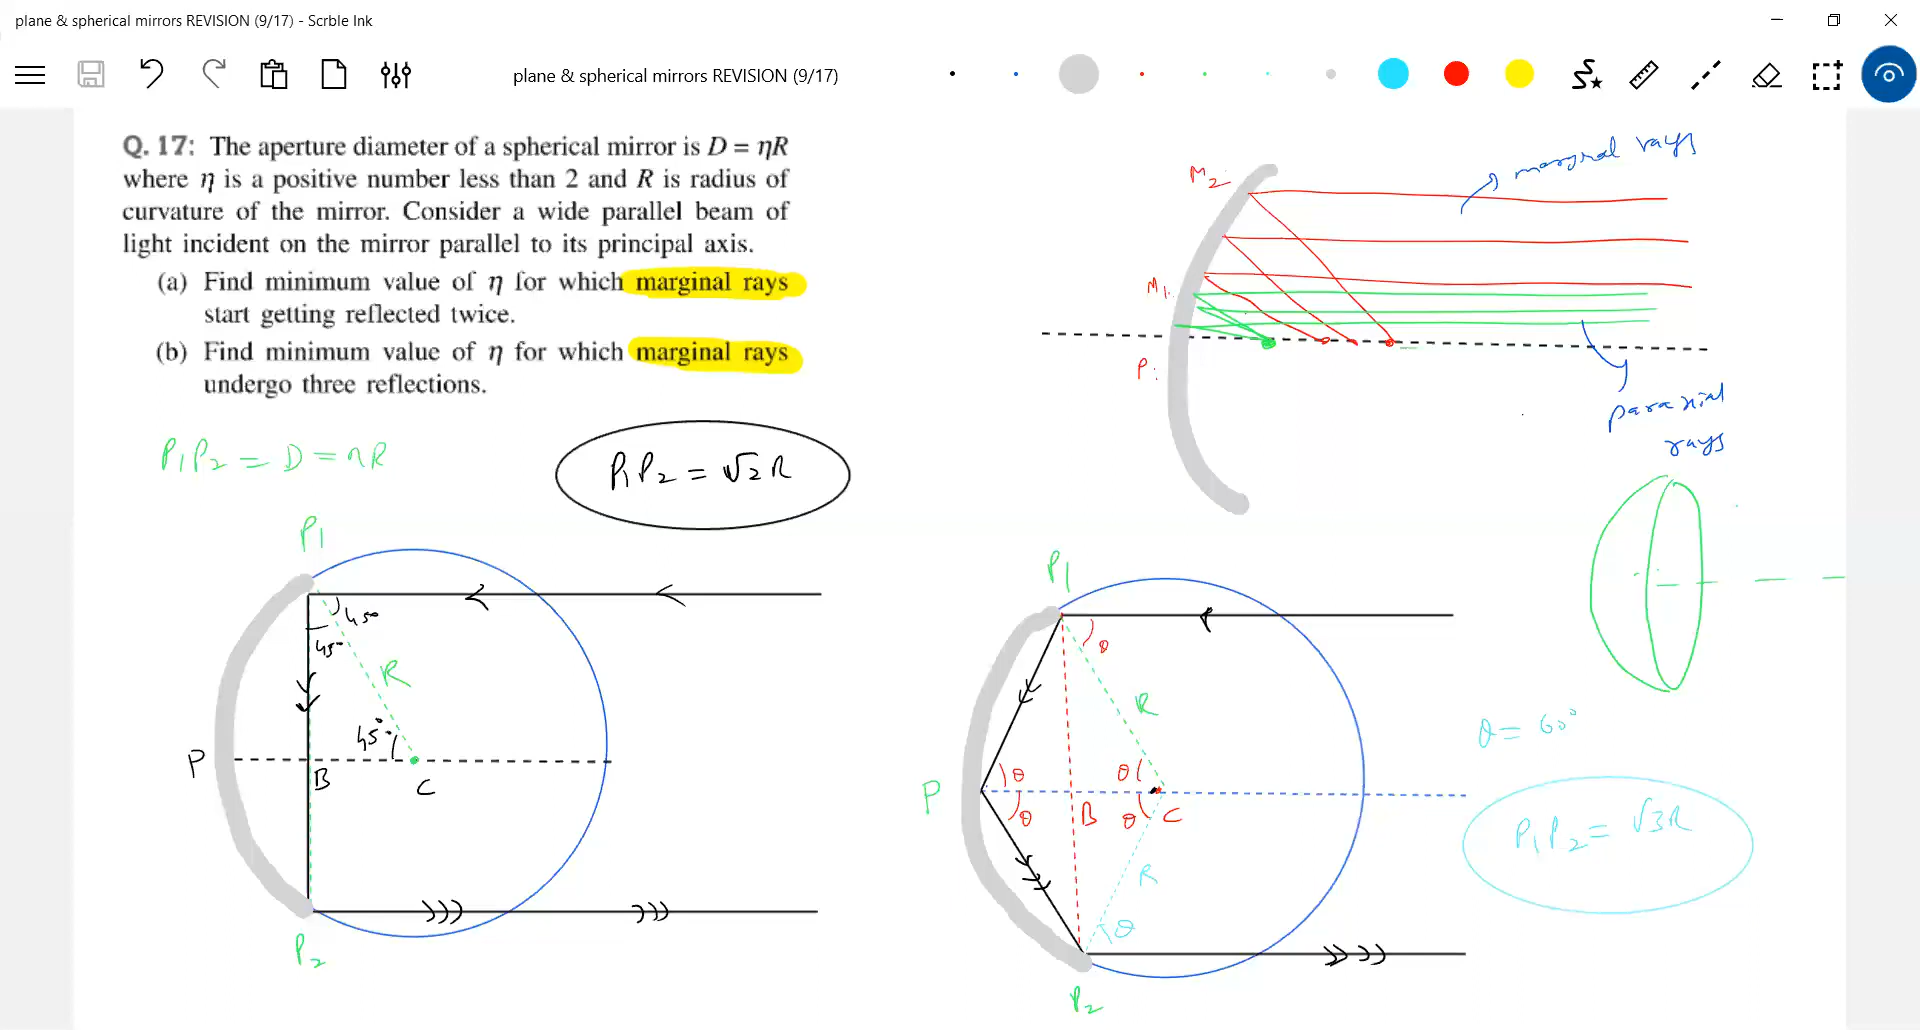 plane & spherical mirrors REVISION (9/17) - Scrble Ink
plane & spherical mirrors REVISION (9/17)
Q. 17: The aperture diameter of a spherical mirror is D = ηR
where η is a positive number less than 2 and R is radius of
curvature of the mirror. Consider a wide parallel beam of
light incident on the mirror parallel to its principal axis.
(a) Find minimum value of η for which marginal rays
start getting reflected twice.
(b) Find minimum value of η for which marginal rays
undergo three reflections.
M2
marginal rays
M1
P
paraxial
rays
P1P2 = D = ηR
P1P2 = √2R
P1
45°
45°
R
45°
P
B
C
P2
P1
θ
R
θ
θ
P
θ
B
θ
C
R
θ
P2
θ = 60°
P1P2 = √3R